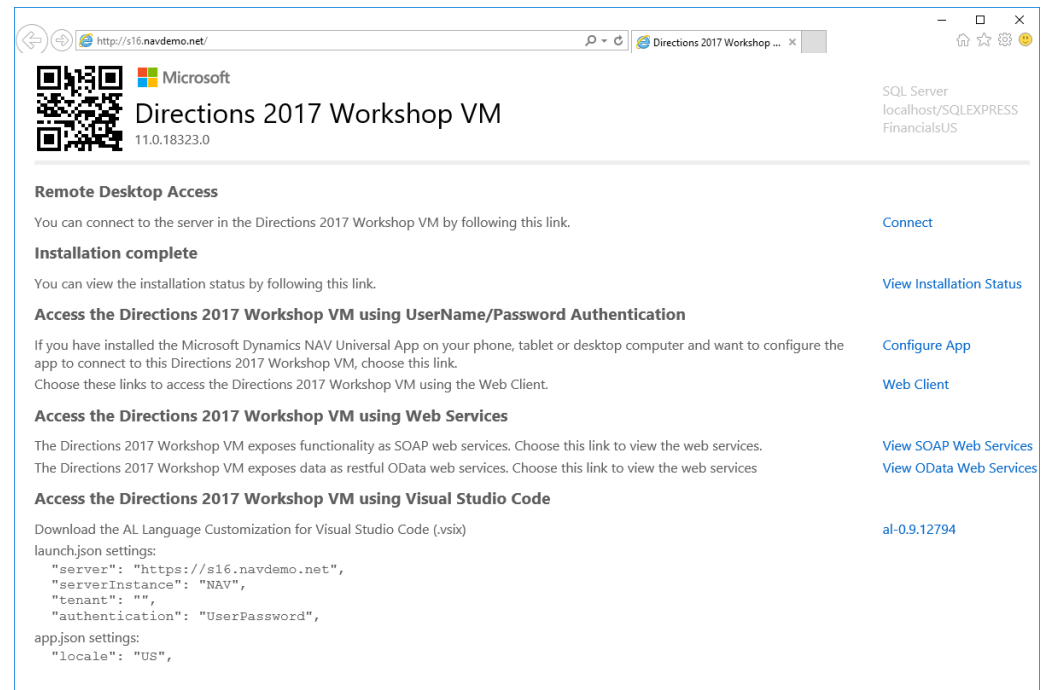 http://s16.navdemo.net/
Directions 2017 Workshop ...
Microsoft
Directions 2017 Workshop VM
11.0.18323.0
SQL Server
localhost/SQLEXPRESS
FinancialsUS
Remote Desktop Access
You can connect to the server in the Directions 2017 Workshop VM by following this link.
Connect
Installation complete
You can view the installation status by following this link.
View Installation Status
Access the Directions 2017 Workshop VM using UserName/Password Authentication
If you have installed the Microsoft Dynamics NAV Universal App on your phone, tablet or desktop computer and want to configure the
app to connect to this Directions 2017 Workshop VM, choose this link.
Configure App
Choose these links to access the Directions 2017 Workshop VM using the Web Client.
Web Client
Access the Directions 2017 Workshop VM using Web Services
The Directions 2017 Workshop VM exposes functionality as SOAP web services. Choose this link to view the web services.
View SOAP Web Services
The Directions 2017 Workshop VM exposes data as restful OData web services. Choose this link to view the web services
View OData Web Services
Access the Directions 2017 Workshop VM using Visual Studio Code
Download the AL Language Customization for Visual Studio Code (.vsix)
al-0.9.12794
launch.json settings:
"server": "https://s16.navdemo.net",
"serverInstance": "NAV",
"tenant": "",
"authentication": "UserPassword",
app.json settings:
"locale": "US",